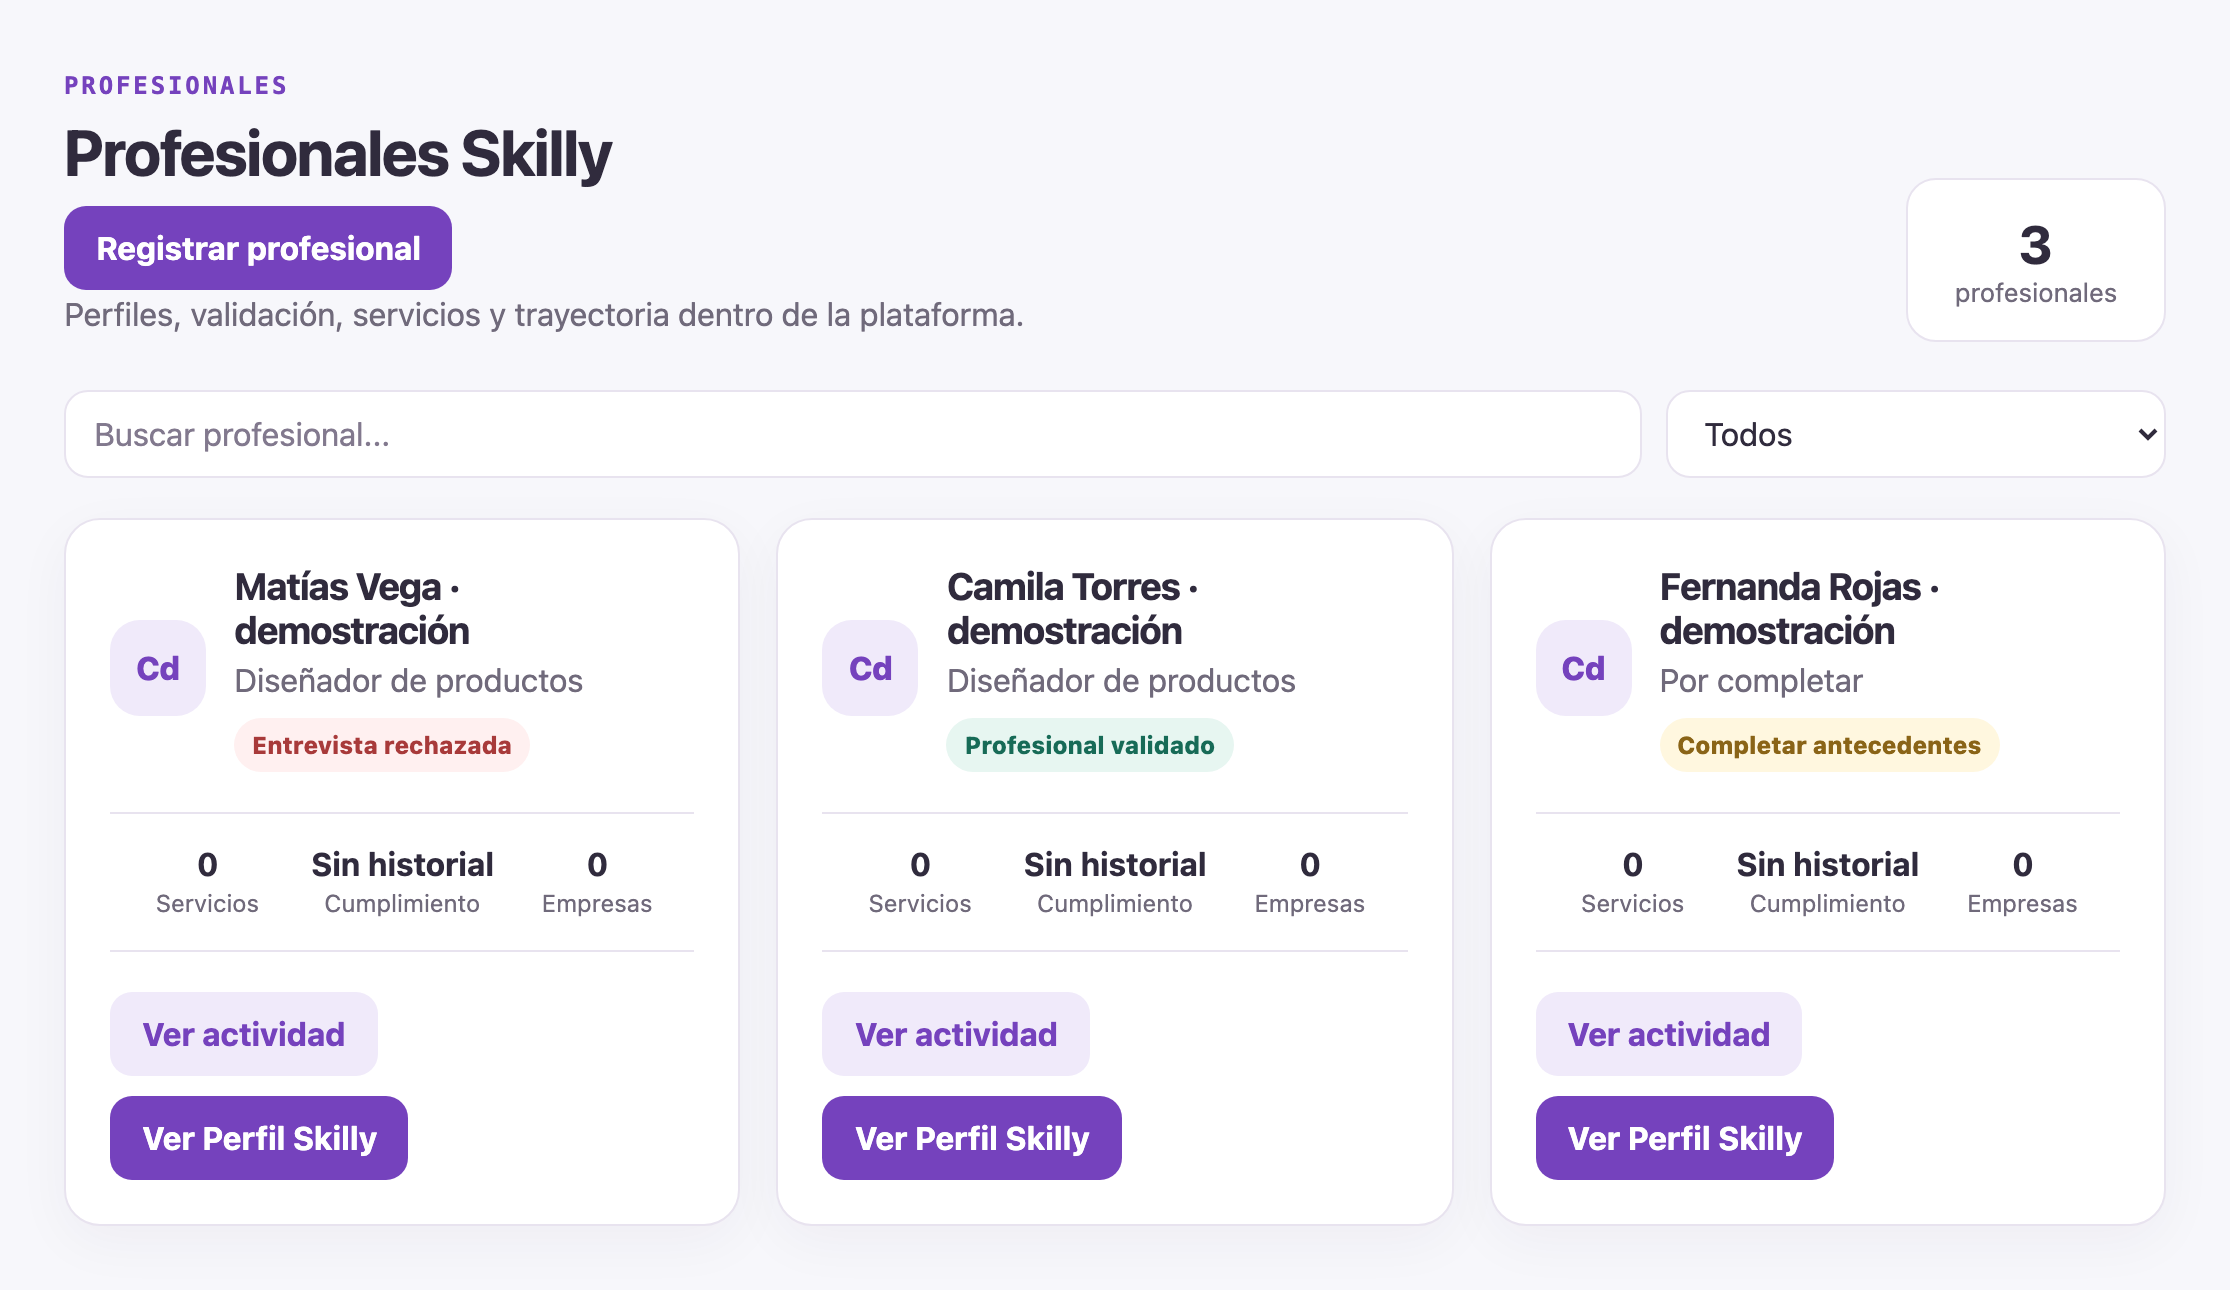 PROFESIONALES
Profesionales Skilly
Registrar profesional
Perfiles, validación, servicios y trayectoria dentro de la plataforma.
3
profesionales
Buscar profesional...
Todos
Cd
Matías Vega ·
demostración
Diseñador de productos
Entrevista rechazada
0
Servicios
Sin historial
Cumplimiento
0
Empresas
Ver actividad
Ver Perfil Skilly
Cd
Camila Torres ·
demostración
Diseñador de productos
Profesional validado
0
Servicios
Sin historial
Cumplimiento
0
Empresas
Ver actividad
Ver Perfil Skilly
Cd
Fernanda Rojas ·
demostración
Por completar
Completar antecedentes
0
Servicios
Sin historial
Cumplimiento
0
Empresas
Ver actividad
Ver Perfil Skilly